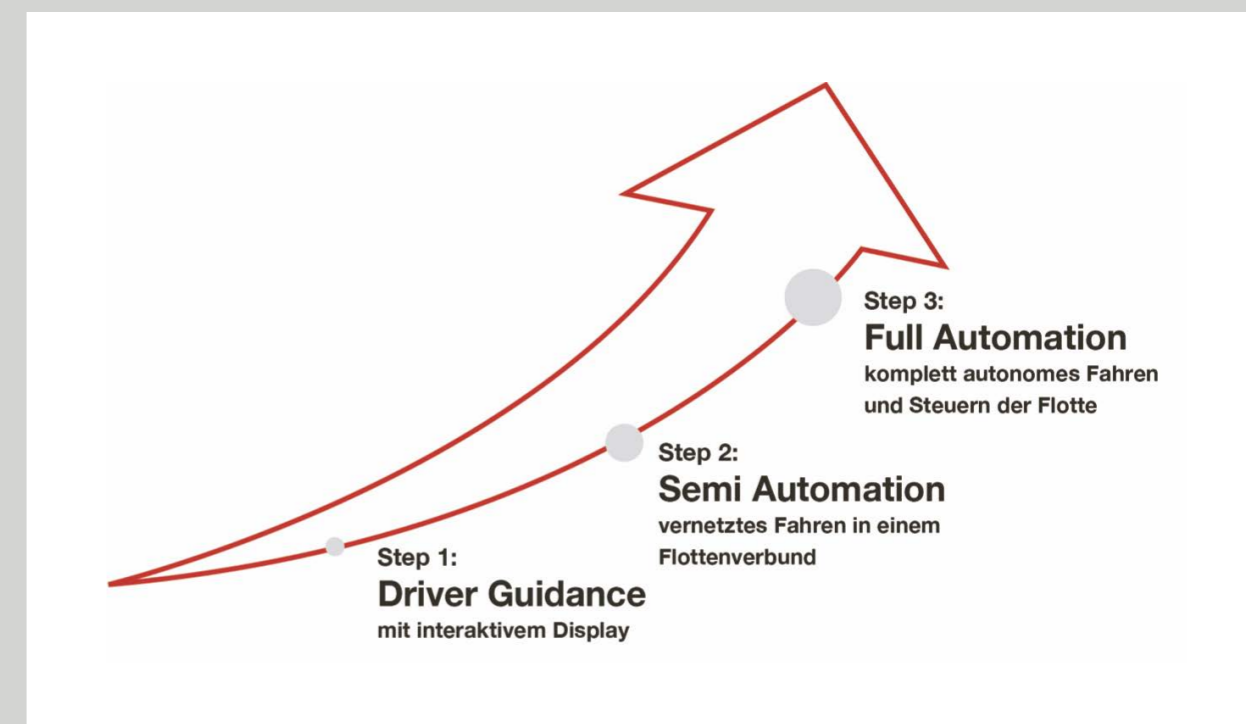 Step 1:
Driver Guidance
mit interaktivem Display
Step 2:
Semi Automation
vernetztes Fahren in einem
Flottenverbund
Step 3:
Full Automation
komplett autonomes Fahren
und Steuern der Flotte